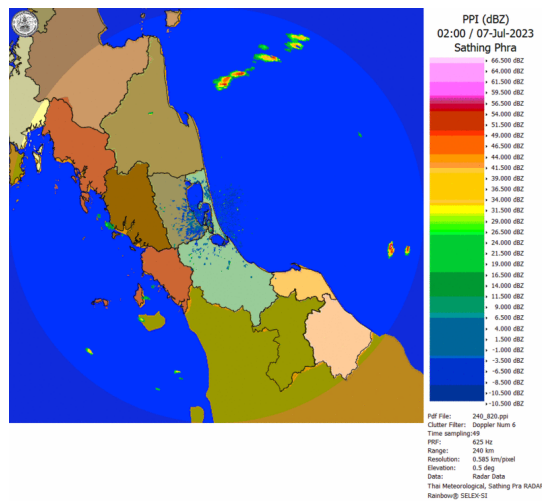 PPI (dBZ)
02:00 / 07-Jul-2023
Sathing Phra
66.500 dBZ
64.000 dBZ
61.500 dBZ
59.500 dBZ
56.500 dBZ
54.000 dBZ
51.500 dBZ
49.000 dBZ
46.500 dBZ
44.000 dBZ
41.500 dBZ
39.000 dBZ
36.500 dBZ
34.000 dBZ
31.500 dBZ
29.000 dBZ
26.500 dBZ
24.000 dBZ
21.500 dBZ
19.000 dBZ
16.500 dBZ
14.000 dBZ
11.500 dBZ
9.000 dBZ
6.500 dBZ
4.000 dBZ
1.500 dBZ
-1.000 dBZ
-3.500 dBZ
-6.000 dBZ
-8.500 dBZ
-10.500 dBZ
-10.500 dBZ
Pdf File: 240_820.ppi
Clutter Filter: Doppler Num 6
Time sampling:49
PRF: 625 Hz
Range: 240 km
Resolution: 0.585 km/pixel
Elevation: 0.5 deg
Data: Radar Data
Thai Meteorological, Sathing Pra RADAR
Rainbow® SELEX-SI